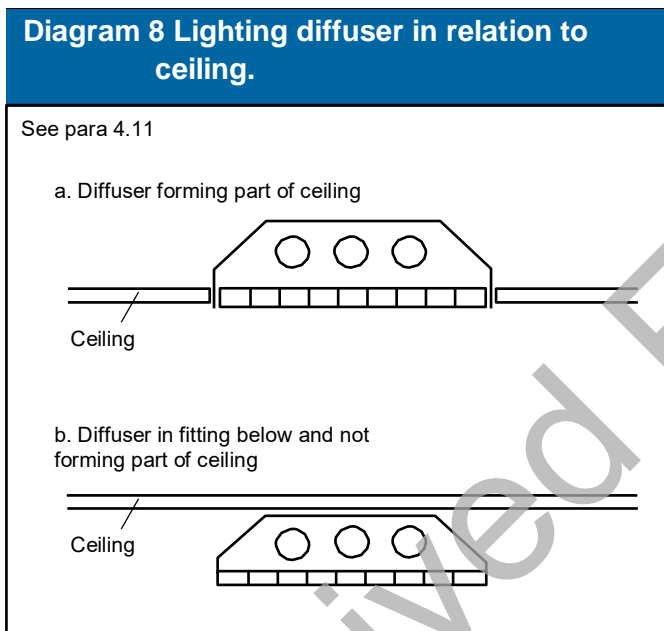 Diagram 8 Lighting diffuser in relation to
ceiling.
See para 4.11
a. Diffuser forming part of ceiling
Ceiling
b. Diffuser in fitting below and not
forming part of ceiling
Ceiling